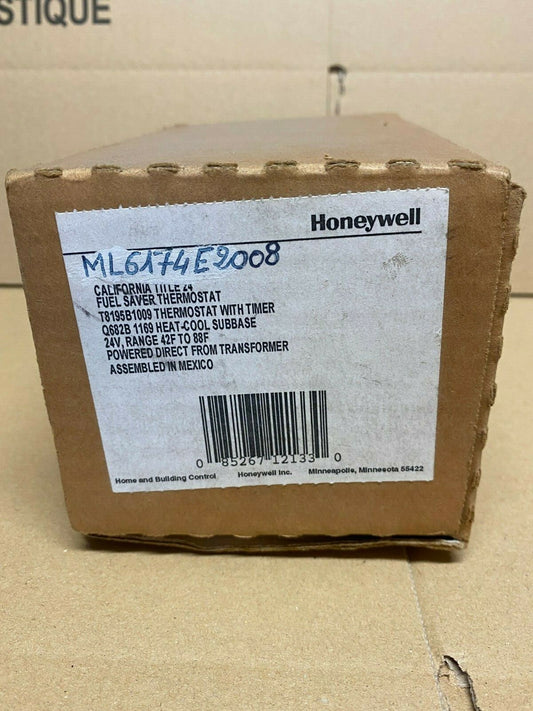 STIQUE
Honeywell
ML6174E2008
CALIFORNIA TITLE 24
FUEL SAVER THERMOSTAT
T8195B1009 THERMOSTAT WITH TIMER
Q682B 1169 HEAT-COOL SUBBASE
24V, RANGE 42F TO 88F
POWERED DIRECT FROM TRANSFORMER
ASSEMBLED IN MEXICO
0 85267 12133 0
Home and Building Control Honeywell Inc. Minneapolis, Minnesota 55422